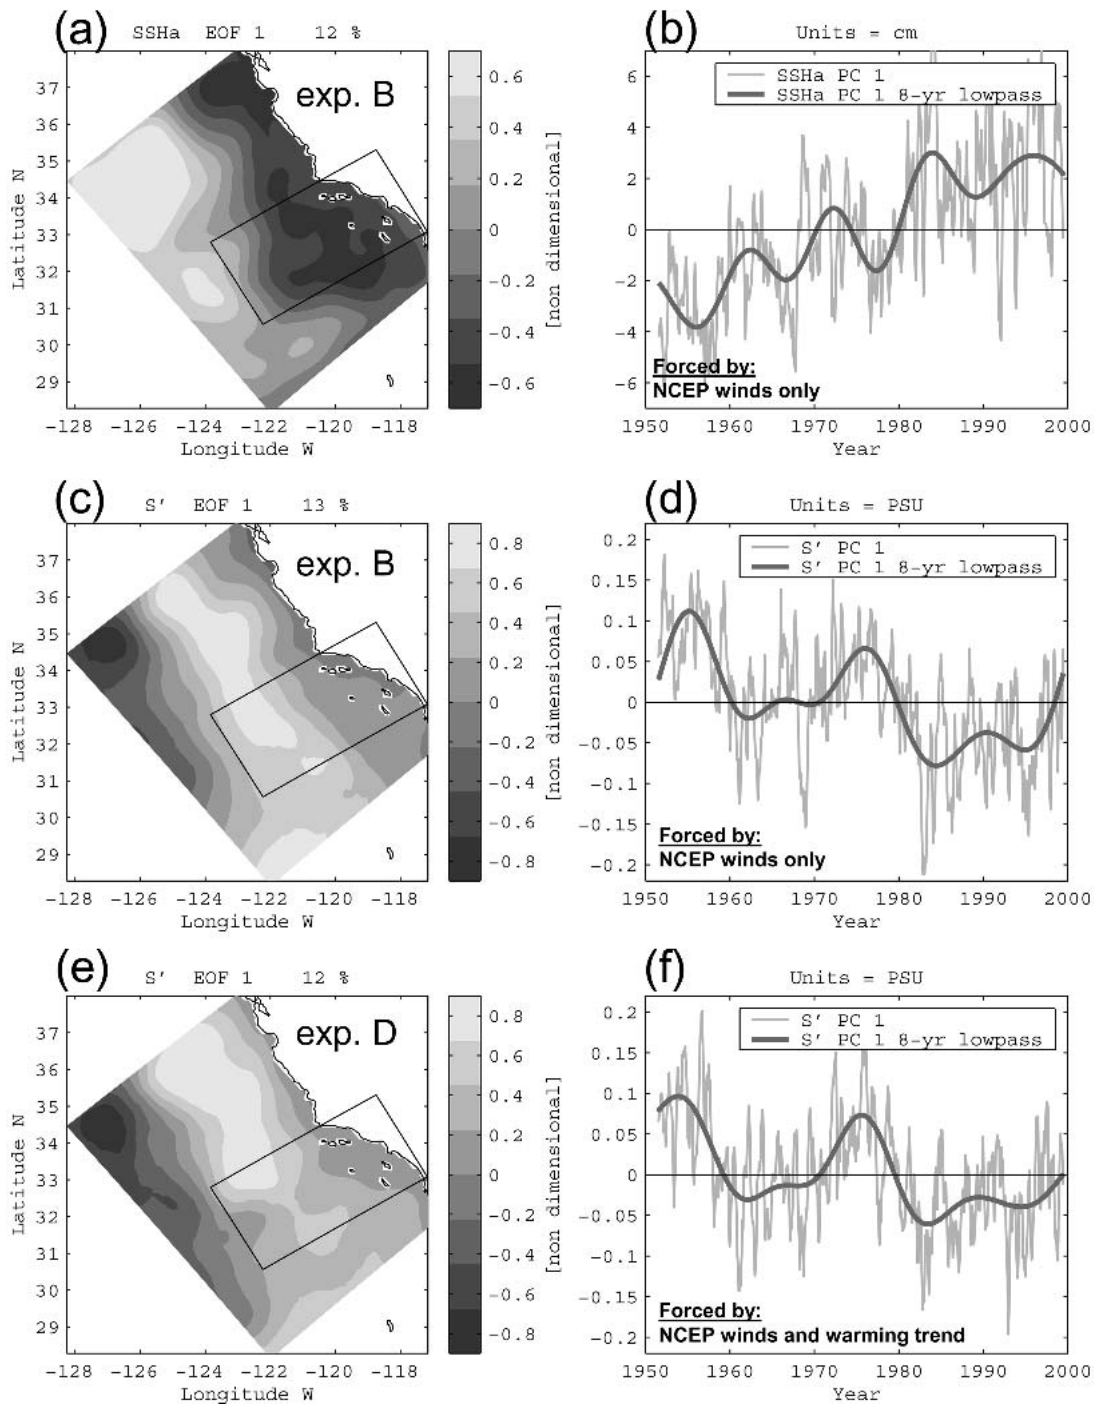 (a) SSHa EOF 1 12 %
exp. B
37
36
35
34
33
32
31
30
29
Latitude N
-128 -126 -124 -122 -120 -118
Longitude W
0.6
0.4
0.2
0
-0.2
-0.4
-0.6
[non dimensional]
(b) Units = cm
SSHa PC 1
SSHa PC 1 8-yr lowpass
6
4
2
0
-2
-4
-6
Forced by:
NCEP winds only
1950 1960 1970 1980 1990 2000
Year
(c) S' EOF 1 13 %
exp. B
37
36
35
34
33
32
31
30
29
Latitude N
-128 -126 -124 -122 -120 -118
Longitude W
0.8
0.6
0.4
0.2
0
-0.2
-0.4
-0.6
-0.8
[non dimensional]
(d) Units = PSU
S' PC 1
S' PC 1 8-yr lowpass
0.2
0.15
0.1
0.05
0
-0.05
-0.1
-0.15
-0.2
Forced by:
NCEP winds only
1950 1960 1970 1980 1990 2000
Year
(e) S' EOF 1 12 %
exp. D
37
36
35
34
33
32
31
30
29
Latitude N
-128 -126 -124 -122 -120 -118
Longitude W
0.8
0.6
0.4
0.2
0
-0.2
-0.4
-0.6
-0.8
[non dimensional]
(f) Units = PSU
S' PC 1
S' PC 1 8-yr lowpass
0.2
0.15
0.1
0.05
0
-0.05
-0.1
-0.15
-0.2
Forced by:
NCEP winds and warming trend
1950 1960 1970 1980 1990 2000
Year